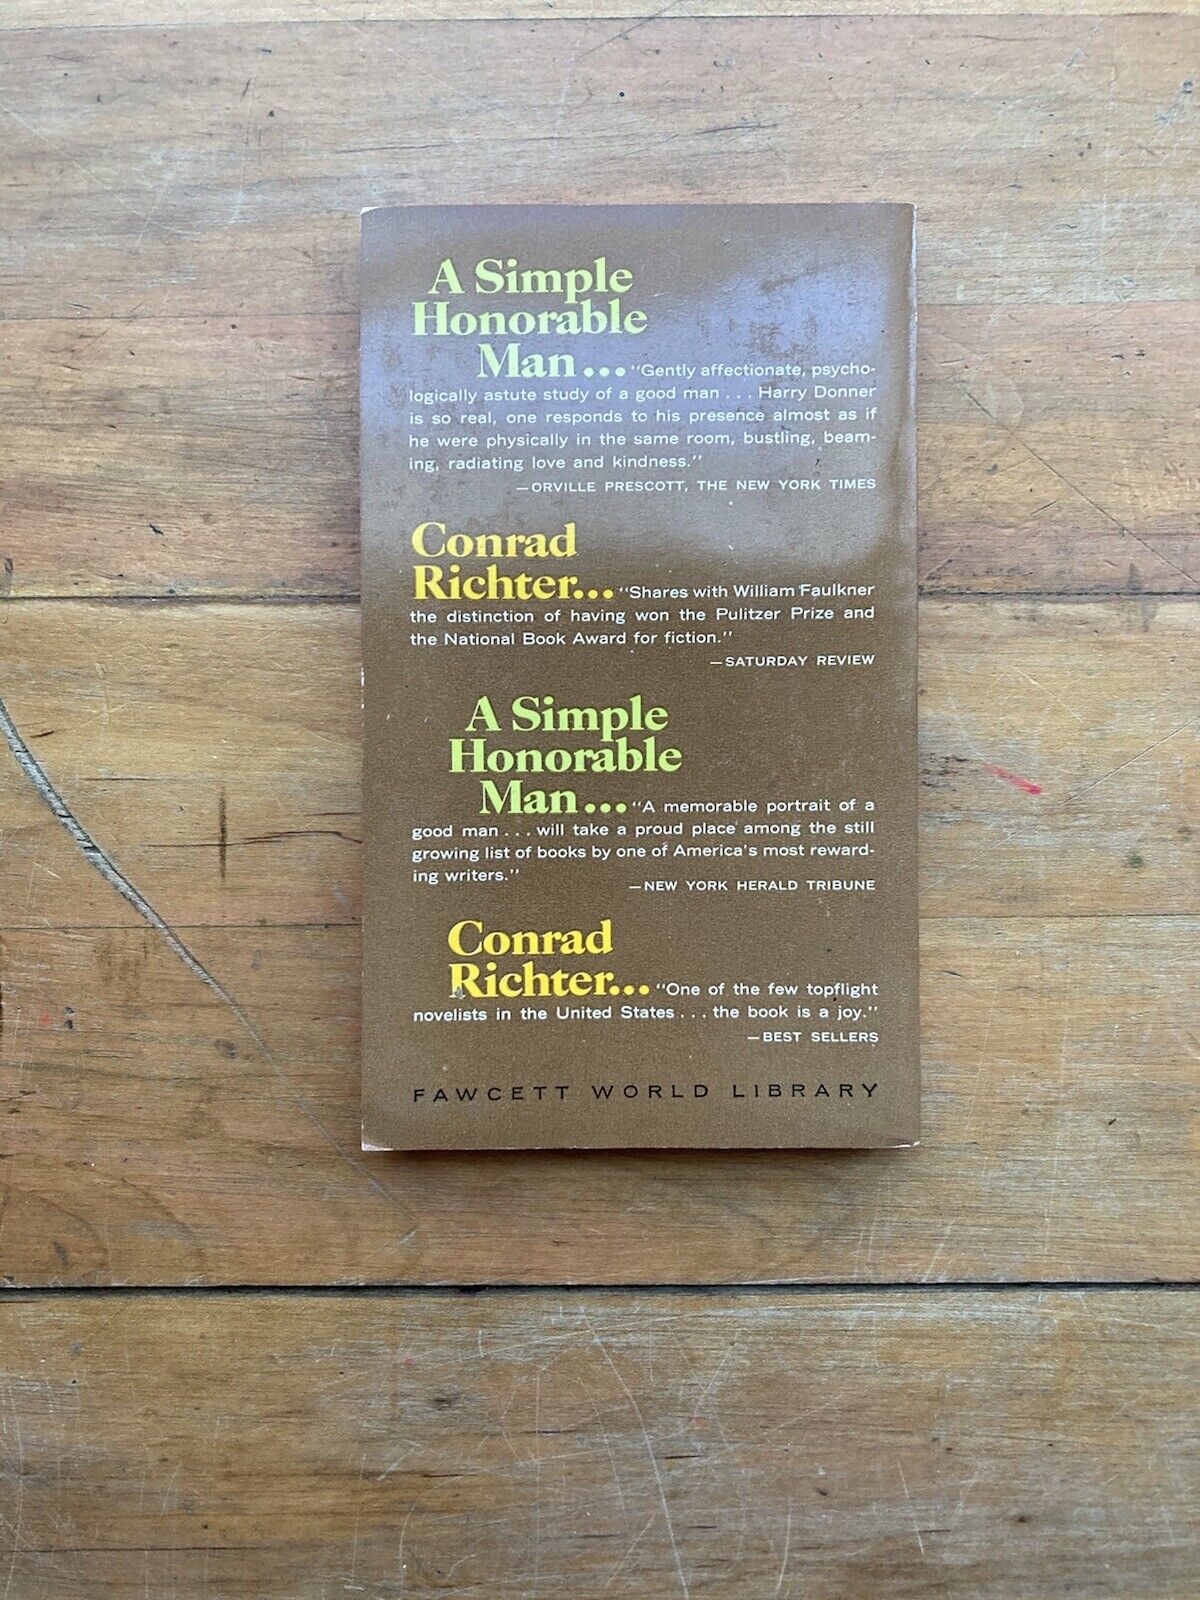 A Simple
Honorable
Man... "Gently affectionate, psycho-
logically astute study of a good man ... Harry Donner
is so real, one responds to his presence almost as if
he were physically in the same room, bustling, beam-
ing, radiating love and kindness."
—ORVILLE PRESCOTT, THE NEW YORK TIMES
Conrad
Richter... "Shares with William Faulkner
the distinction of having won the Pulitzer Prize and
the National Book Award for fiction."
—SATURDAY REVIEW
A Simple
Honorable
Man... "A memorable portrait of a
good man ... will take a proud place among the still
growing list of books by one of America's most reward-
ing writers."
—NEW YORK HERALD TRIBUNE
Conrad
Richter... "One of the few topflight
novelists in the United States ... the book is a joy."
—BEST SELLERS
FAWCETT WORLD LIBRARY